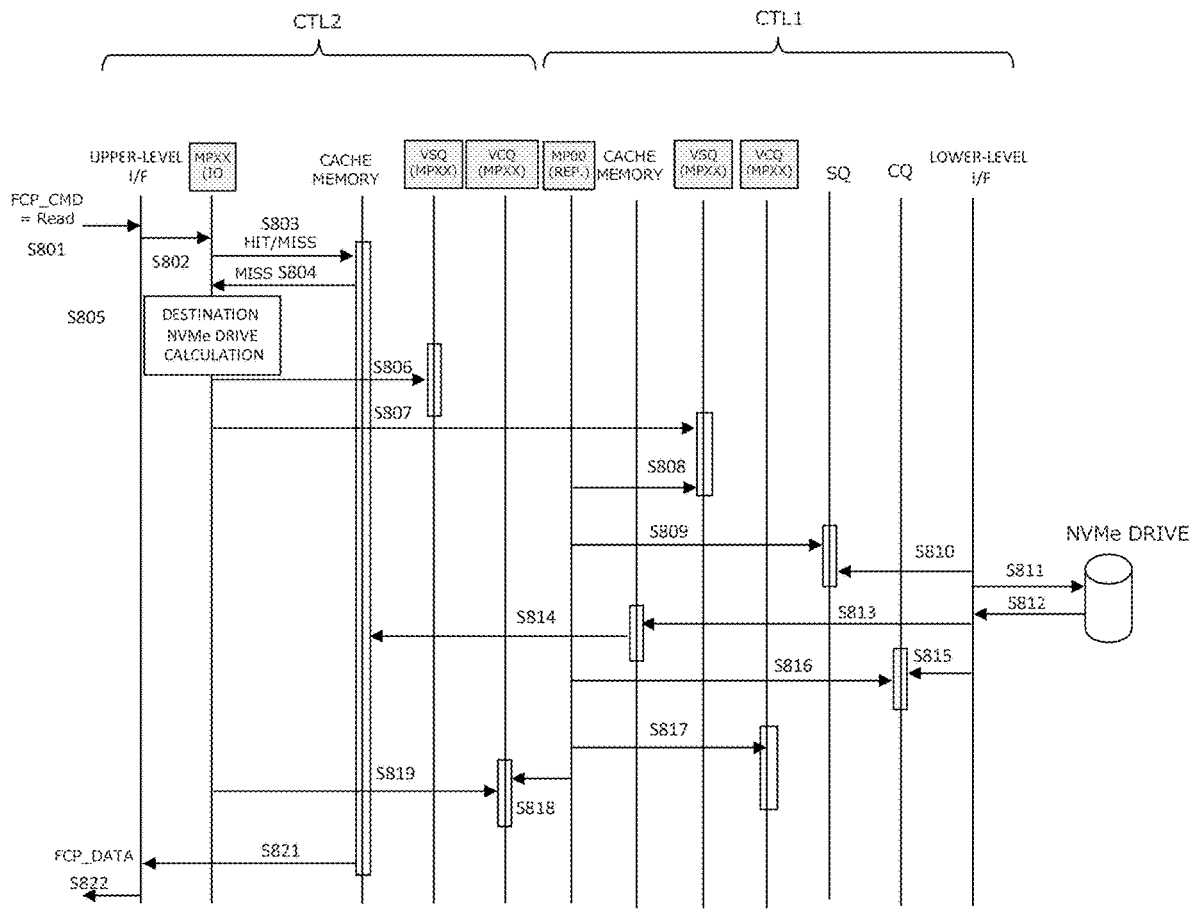 CTL2
CTL1
UPPER-LEVEL
I/F
MPXX
(IO)
CACHE
MEMORY
VSQ
(MPXX)
VCQ
(MPXX)
MP00
(REP.)
CACHE
MEMORY
VSQ
(MPXX)
VCQ
(MPXX)
SQ
CQ
LOWER-LEVEL
I/F
FCP_CMD
= Read
S801
S802
S803
HIT/MISS
MISS S804
S805
DESTINATION
NVMe DRIVE
CALCULATION
S806
S807
S808
S809
S810
NVMe DRIVE
S811
S812
S813
S814
S815
S816
S817
S819
S818
S821
FCP_DATA
S822